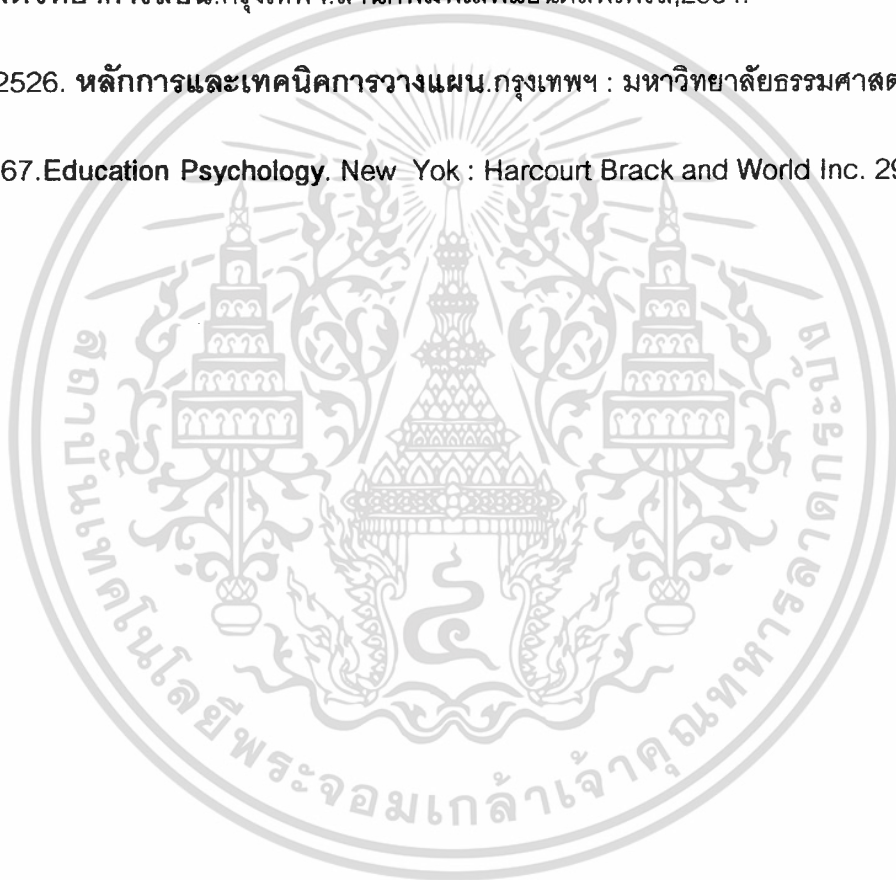 2526. หลักการและเทคนิคการวางแผน.กรุงเทพฯ : มหาวิทยาลัยธรรมศาสต
67.Education Psychology. New Yok : Harcourt Brack and World Inc. 29
สถาบันเทคโนโลยีพระจอมเกล้าเจ้าคุณทหารลาดกระบัง
๔